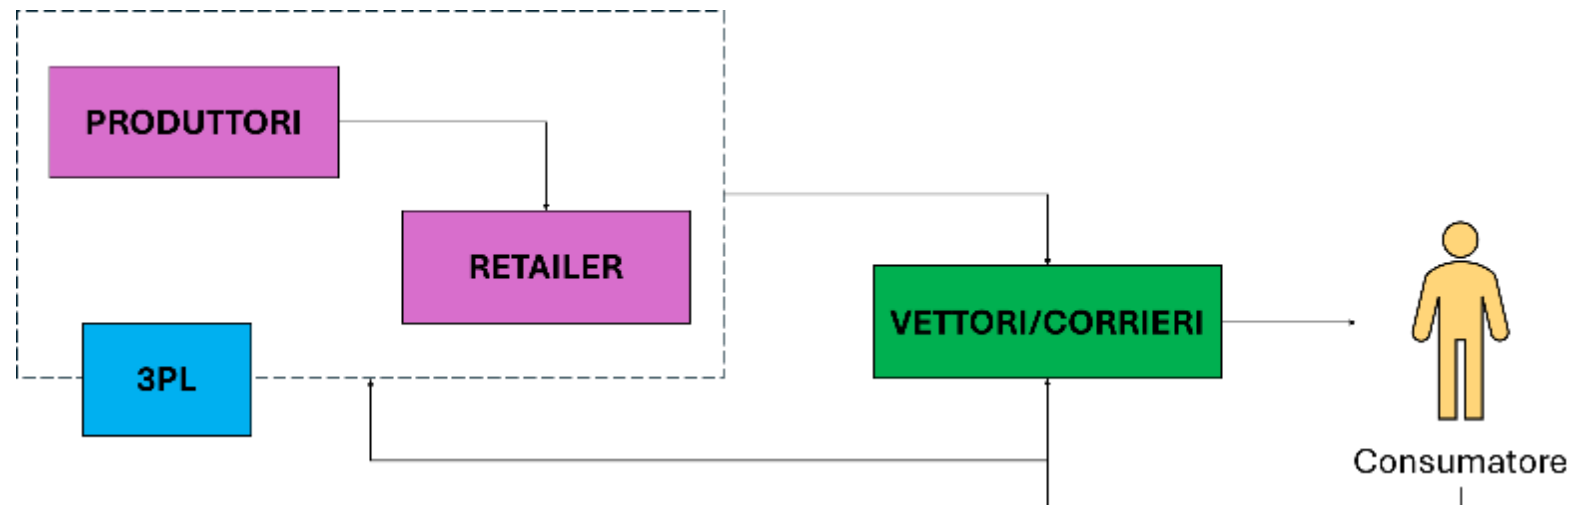 PRODUTTORI
RETAILER
3PL
VETTORI/CORRIERI
Consumatore